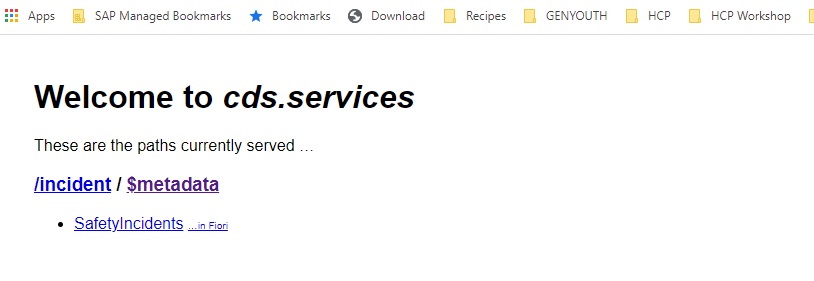 Apps SAP Managed Bookmarks Bookmarks Download Recipes GENYOUTH HCP HCP Workshop
Welcome to cds.services
These are the paths currently served …
/incident / $metadata
SafetyIncidents ...in Fiori